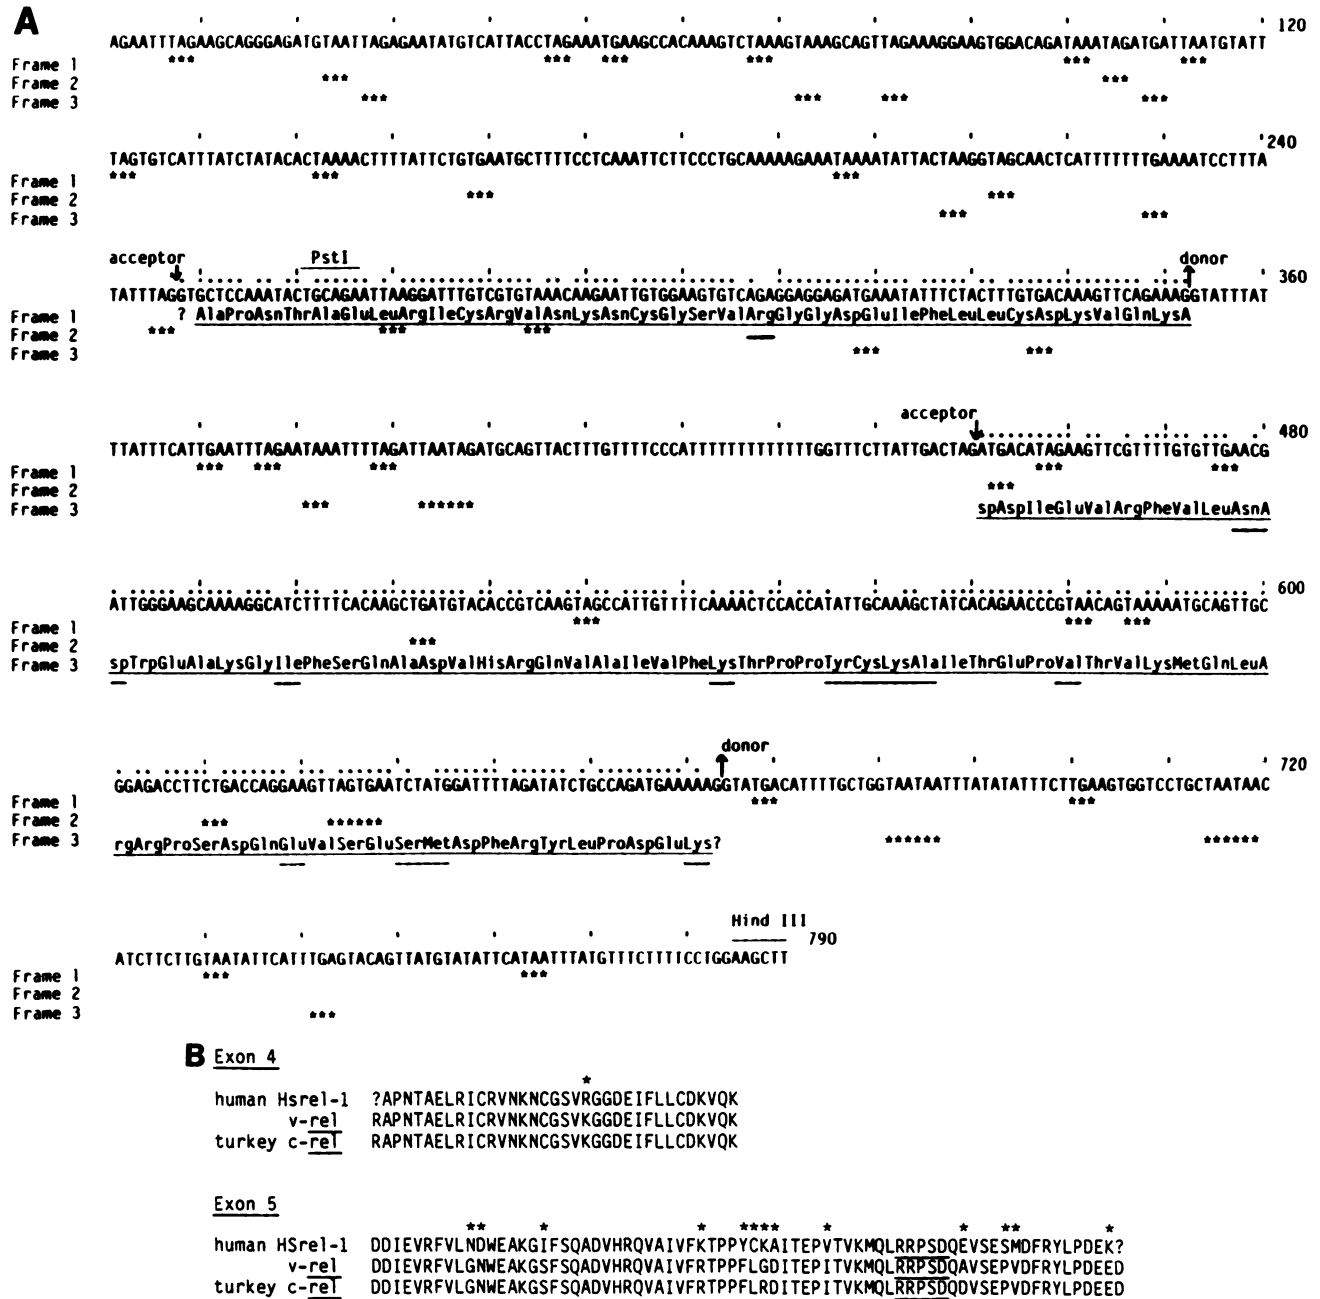 A
AGAATTTAGAAGCAGGGAGATGTAATTAGAGAATATGTCATTACCTAGAAATGAAGCCACAAAGTCTAAAGTAAAGCAGTTAGAAAGGAAGTGGACAGATAAATAGATGATTAATGTATT 120
Frame 1 *** *** *** *** *** ***
Frame 2 *** ***
Frame 3 *** *** *** ***
TAGTGTCATTTATCTATACACTAAAACTTTTATTCTGTGAATGCTTTTCCTCAAATTCTTCCCTGCAAAAAGAAATAAAATATTACTAAGGTAGCAACTCATTTTTTTGAAAATCCTTTA 240
Frame 1 *** *** ***
Frame 2 *** ***
Frame 3 *** ***
acceptor PstI donor
TATTTAGGTGCTCCAAATACTGCAGAATTAAGGATTTGTCGTGTAAACAAGAATTGTGGAAGTGTCAGAGGAGGAGATGAAATATTTCTACTTTGTGACAAAGTTCAGAAAGGTATTTAT 360
Frame 1 ? AlaProAsnThrAlaGluLeuArgIleCysArgValAsnLysAsnCysGlySerValArgGlyGlyAspGluIlePheLeuLeuCysAspLysValGlnLysA
Frame 2 *** *** ***
Frame 3 *** ***
acceptor
TTATTTCATTGAATTTAGAATAAATTTTAGATTAATAGATGCAGTTACTTTGTTTTCCCATTTTTTTTTTTTTTGGTTTCTTATTGACTAGATGACATAGAAGTTCGTTTTGTGTTGAACG 480
Frame 1 *** *** *** *** ***
Frame 2 ***
Frame 3 *** ****** spAspIleGluValArgPheValLeuAsnA
ATTGGGAAGCAAAAGGCATCTTTTCACAAGCTGATGTACACCGTCAAGTAGCCATTGTTTTCAAAACTCCACCATATTGCAAAGCTATCACAGAACCCGTAACAGTAAAAATGCAGTTGC 600
Frame 1 *** *** ***
Frame 2 ***
Frame 3 spTrpGluAlaLysGlyIlePheSerGlnAlaAspValHisArgGlnValAlaIleValPheLysThrProProTyrCysLysAlaIleThrGluProValThrValLysMetGlnLeuA
donor
GGAGACCTTCTGACCAGGAAGTTAGTGAATCTATGGATTTTAGATATCTGCCAGATGAAAAAGGTATGACATTTTGCTGGTAATAATTTATATATTTCTTGAAGTGGTCCTGCTAATAAC 720
Frame 1 *** ***
Frame 2 *** ******
Frame 3 rgArgProSerAspGlnGluValSerGluSerMetAspPheArgTyrLeuProAspGluLys? ****** ******
Hind III
ATCTTCTTGTAATATTCATTTGAGTACAGTTATGTATATTCATAATTTATGTTTCTTTTCCTGGAAGCTT 790
Frame 1 *** ***
Frame 2
Frame 3 ***
B Exon 4
*
human Hsrel-1 ?APNTAELRICRVNKNCGSVRGGDEIFLLCDKVQK
v-rel RAPNTAELRICRVNKNCGSVKGGDEIFLLCDKVQK
turkey c-rel RAPNTAELRICRVNKNCGSVKGGDEIFLLCDKVQK
Exon 5
** * * **** * * ** *
human HSrel-1 DDIEVRFVLNDWEAKGIFSQADVHRQVAIVFKTPPYCKAITEPVTVKMQLRRPSDQEVSESMDFRYLPDEK?
v-rel DDIEVRFVLGNWEAKGSFSQADVHRQVAIVFRTPPFLGDITEPITVKMQLRRPSDQAVSEPVDFRYLPDEED
turkey c-rel DDIEVRFVLGNWEAKGSFSQADVHRQVAIVFRTPPFLRDITEPITVKMQLRRPSDQDVSEPVDFRYLPDEED